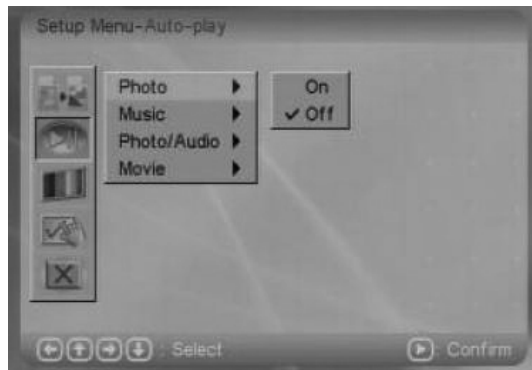 Setup Menu-Auto-play
Photo
On
Music
✓ Off
Photo/Audio
Movie
: Select
: Confirm